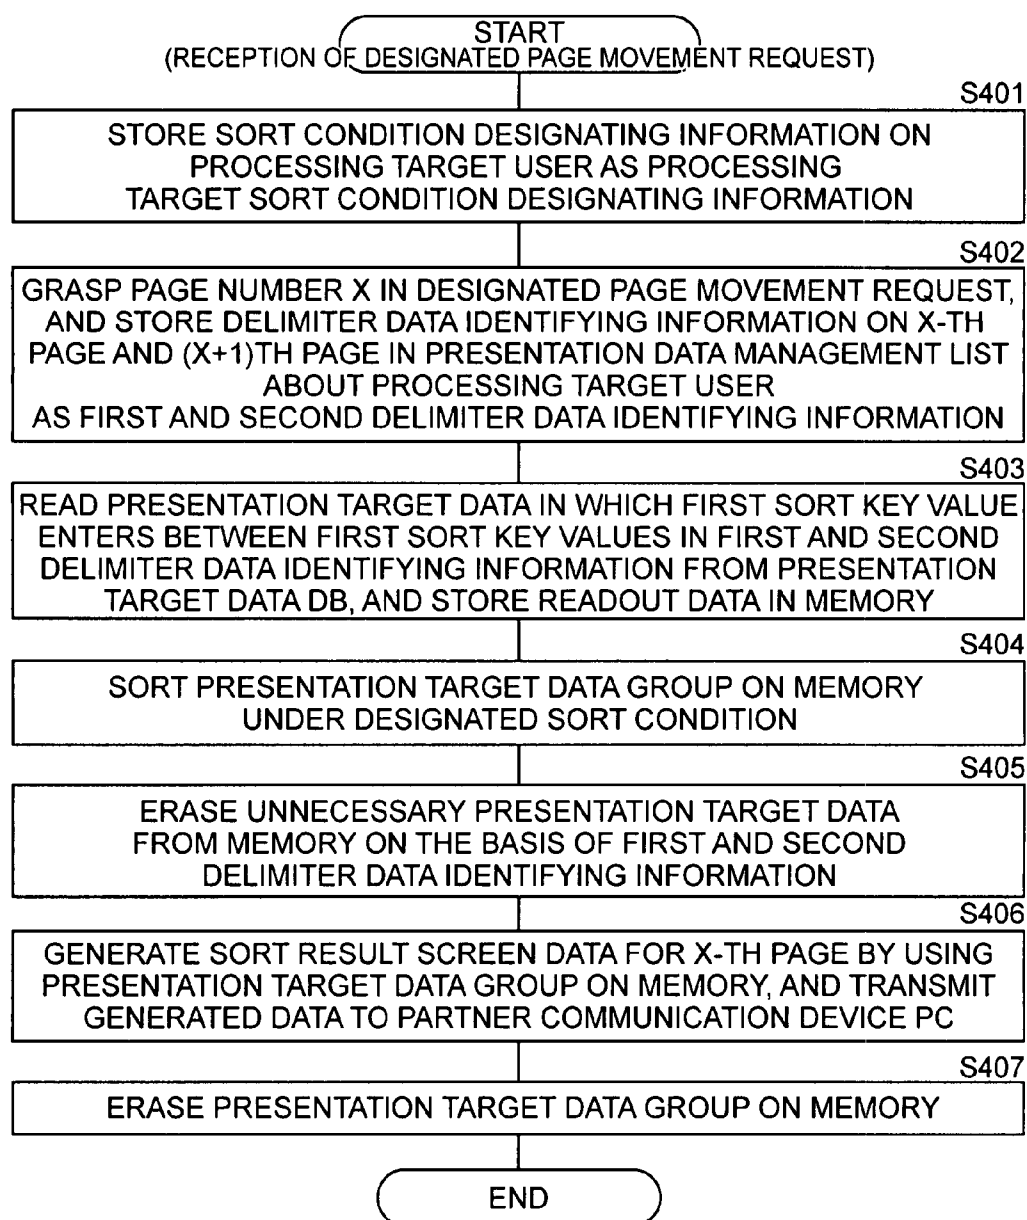 START
(RECEPTION OF DESIGNATED PAGE MOVEMENT REQUEST)
S401
STORE SORT CONDITION DESIGNATING INFORMATION ON
PROCESSING TARGET USER AS PROCESSING
TARGET SORT CONDITION DESIGNATING INFORMATION
S402
GRASP PAGE NUMBER X IN DESIGNATED PAGE MOVEMENT REQUEST,
AND STORE DELIMITER DATA IDENTIFYING INFORMATION ON X-TH
PAGE AND (X+1)TH PAGE IN PRESENTATION DATA MANAGEMENT LIST
ABOUT PROCESSING TARGET USER
AS FIRST AND SECOND DELIMITER DATA IDENTIFYING INFORMATION
S403
READ PRESENTATION TARGET DATA IN WHICH FIRST SORT KEY VALUE
ENTERS BETWEEN FIRST SORT KEY VALUES IN FIRST AND SECOND
DELIMITER DATA IDENTIFYING INFORMATION FROM PRESENTATION
TARGET DATA DB, AND STORE READOUT DATA IN MEMORY
S404
SORT PRESENTATION TARGET DATA GROUP ON MEMORY
UNDER DESIGNATED SORT CONDITION
S405
ERASE UNNECESSARY PRESENTATION TARGET DATA
FROM MEMORY ON THE BASIS OF FIRST AND SECOND
DELIMITER DATA IDENTIFYING INFORMATION
S406
GENERATE SORT RESULT SCREEN DATA FOR X-TH PAGE BY USING
PRESENTATION TARGET DATA GROUP ON MEMORY, AND TRANSMIT
GENERATED DATA TO PARTNER COMMUNICATION DEVICE PC
S407
ERASE PRESENTATION TARGET DATA GROUP ON MEMORY
END